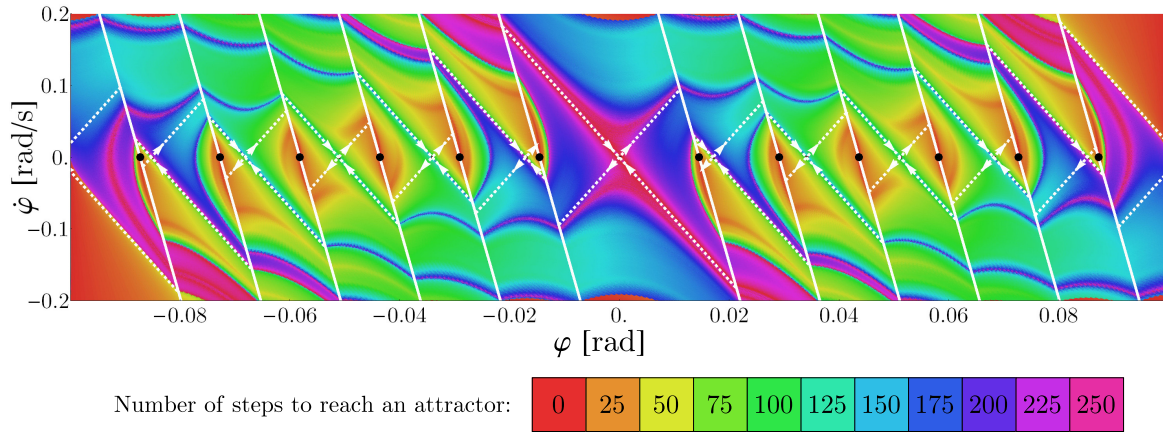 0.2
0.1
0.
−0.1
−0.2
φ̇ [rad/s]
−0.08 −0.06 −0.04 −0.02 0. 0.02 0.04 0.06 0.08
φ [rad]
Number of steps to reach an attractor: 0 25 50 75 100 125 150 175 200 225 250